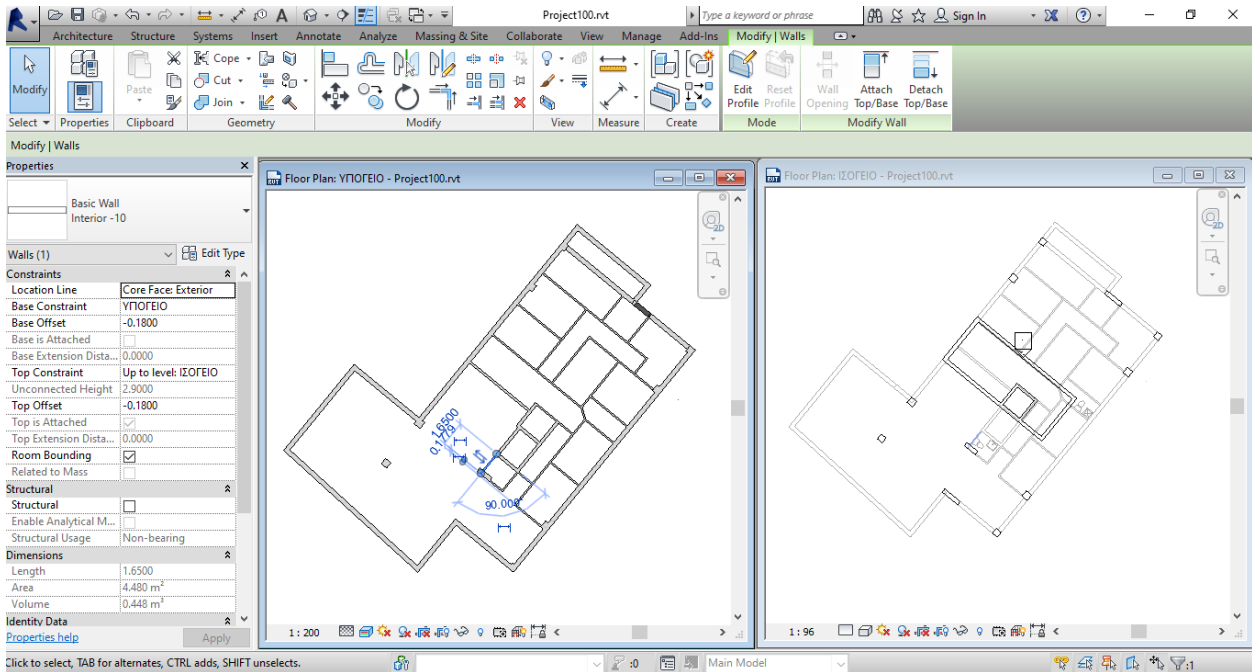 Project100.rvt
Type a keyword or phrase
Sign In
Architecture Structure Systems Insert Annotate Analyze Massing & Site Collaborate View Manage Add-Ins Modify | Walls
Modify
Paste
Cope
Cut
Join
Edit Profile
Reset Profile
Wall Opening
Attach Top/Base
Detach Top/Base
Select Properties Clipboard Geometry Modify View Measure Create Mode Modify Wall
Modify | Walls
Properties
Basic Wall
Interior -10
Walls (1)
Edit Type
Constraints
Location Line Core Face: Exterior
Base Constraint ΥΠΟΓΕΙΟ
Base Offset -0.1800
Base is Attached
Base Extension Dista... 0.0000
Top Constraint Up to level: ΙΣΟΓΕΙΟ
Unconnected Height 2.9000
Top Offset -0.1800
Top is Attached
Top Extension Dista... 0.0000
Room Bounding
Related to Mass
Structural
Structural
Enable Analytical M...
Structural Usage Non-bearing
Dimensions
Length 1.6500
Area 4.480 m²
Volume 0.448 m³
Identity Data
Properties help
Apply
Floor Plan: ΥΠΟΓΕΙΟ - Project100.rvt
2D
1.6500
0.1779
90.000°
1 : 200
Floor Plan: ΙΣΟΓΕΙΟ - Project100.rvt
2D
1 : 96
Click to select, TAB for alternates, CTRL adds, SHIFT unselects.
:0
Main Model
:1